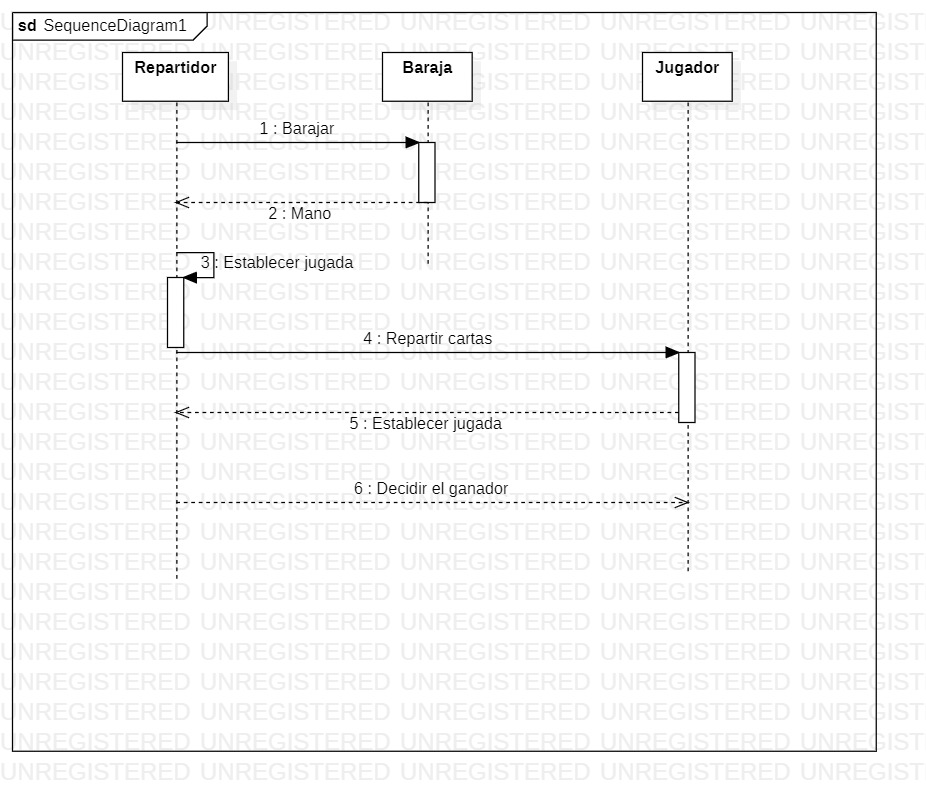 sd SequenceDiagram1
Repartidor
Baraja
Jugador
1 : Barajar
2 : Mano
3 : Establecer jugada
4 : Repartir cartas
5 : Establecer jugada
6 : Decidir el ganador
UNREGISTERED UNREGISTERED UNREGISTERED UNREGISTERED UNREGIST